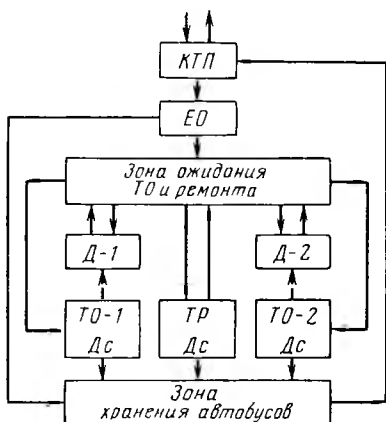 КТП
ЕО
Зона ожидания
ТО и ремонта
Д-1
Д-2
ТО-1
Дс
ТР
Дс
ТО-2
Дс
Зона
хранения автобусов